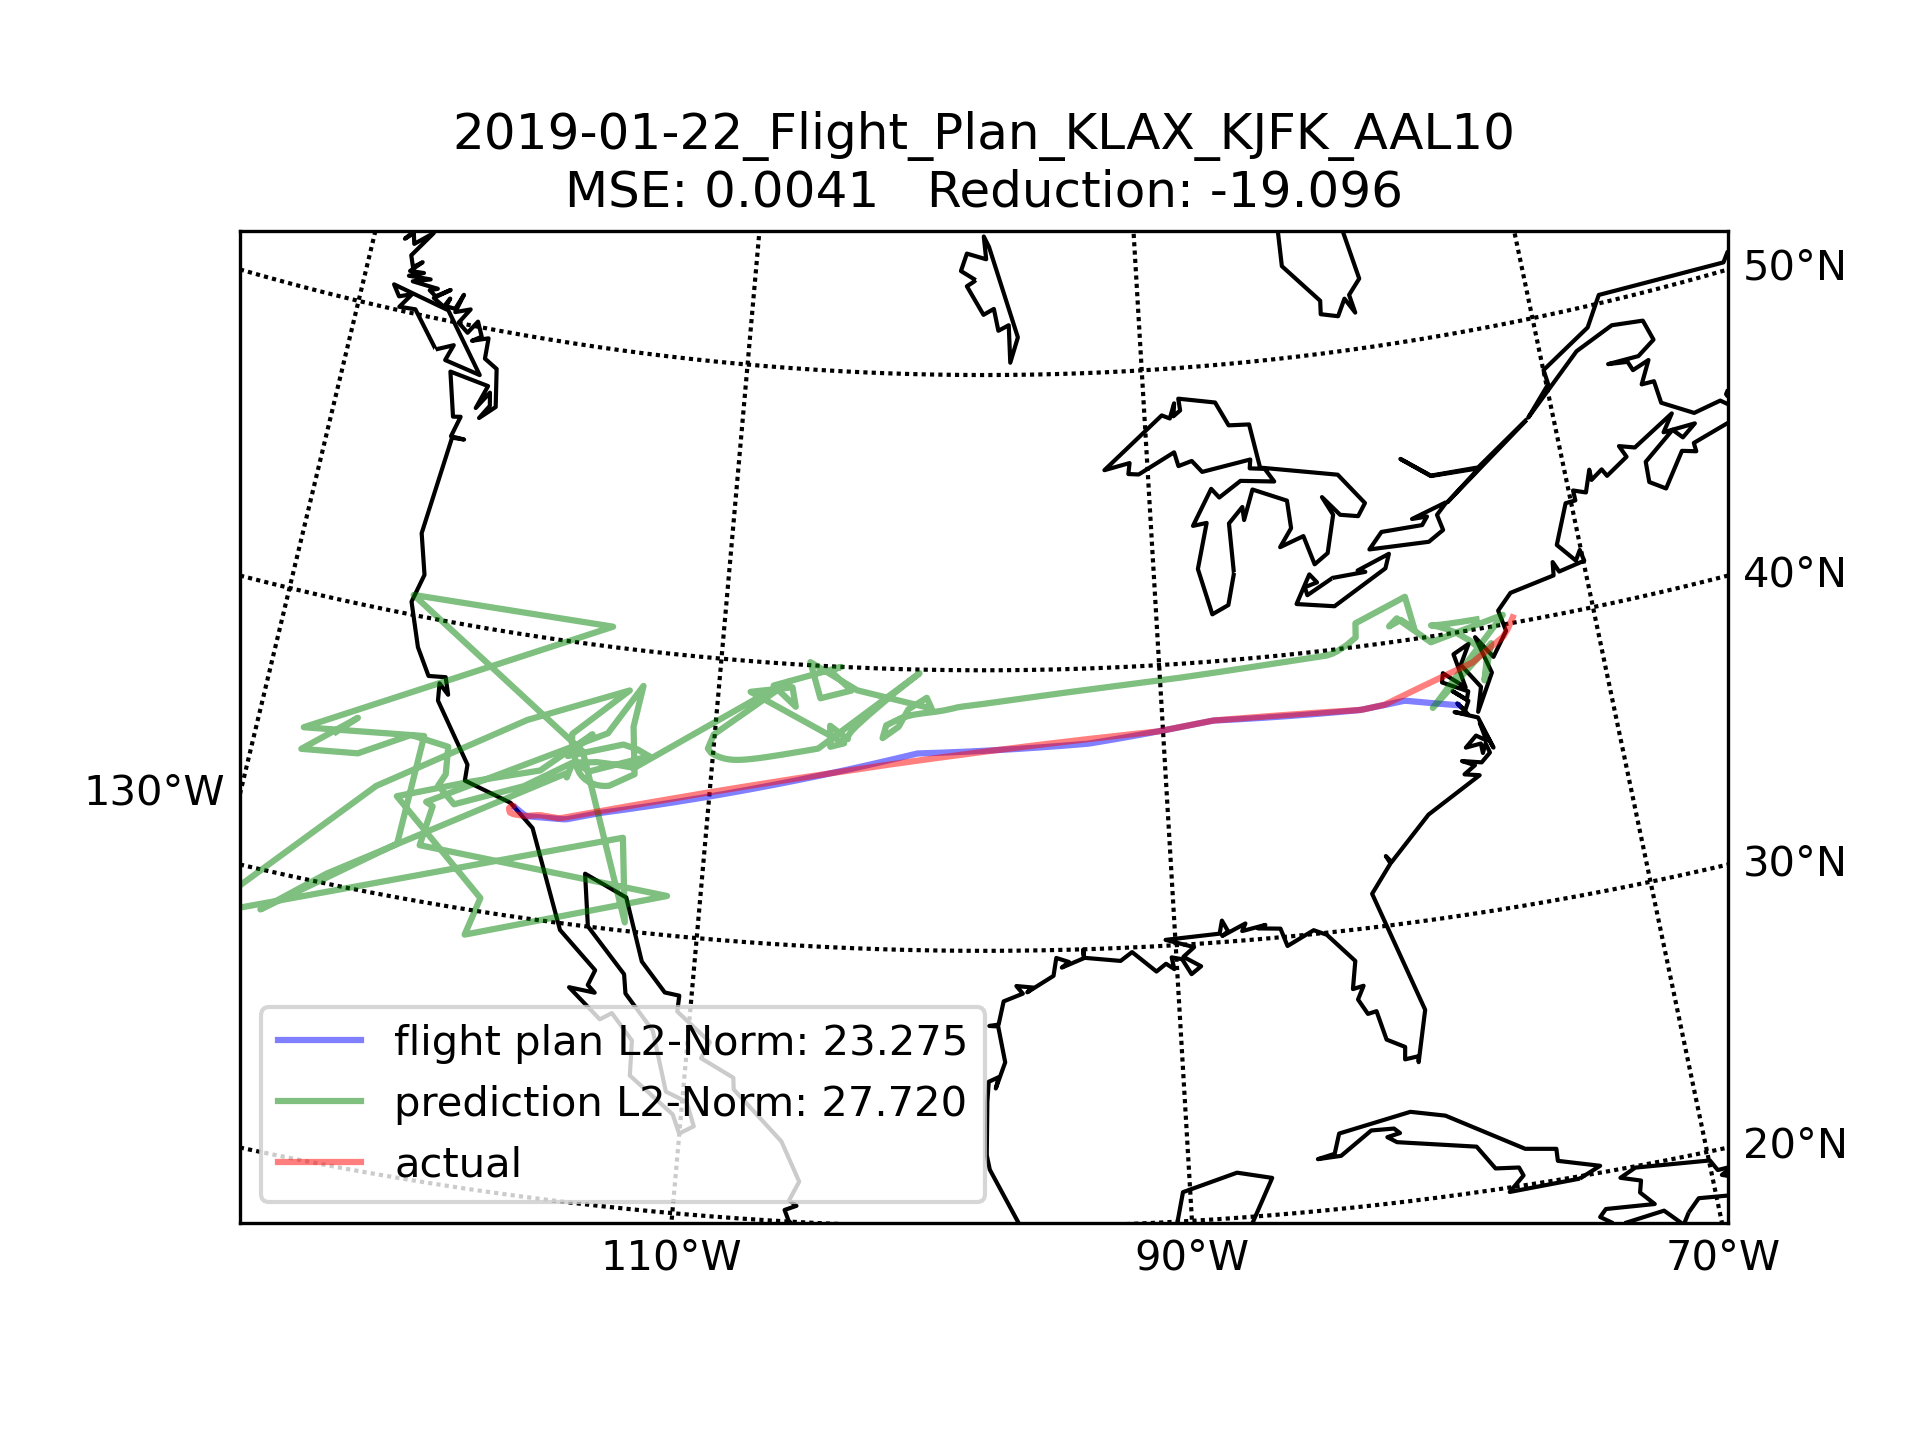 2019-01-22_Flight_Plan_KLAX_KJFK_AAL10
MSE: 0.0041   Reduction: -19.096
50°N
40°N
130°W
30°N
20°N
flight plan L2-Norm: 23.275
prediction L2-Norm: 27.720
actual
110°W
90°W
70°W